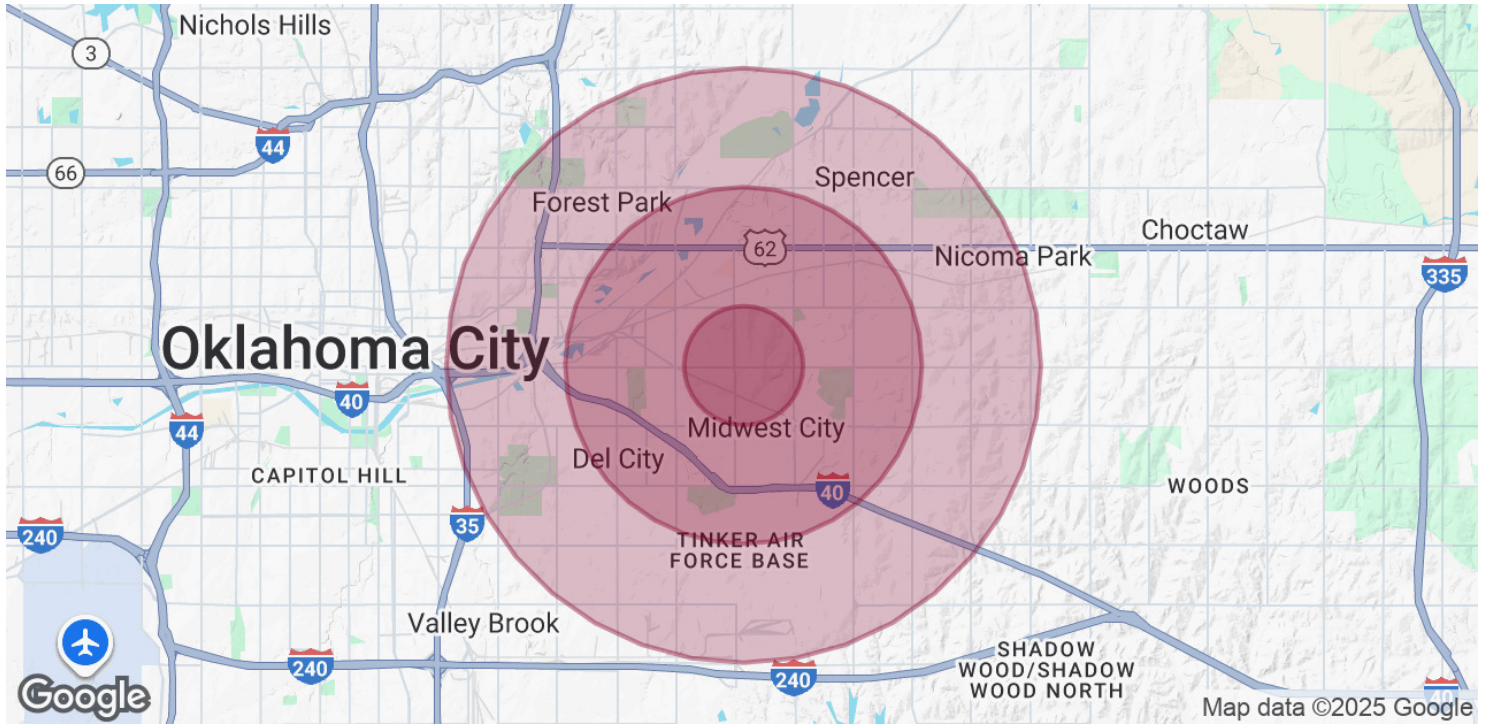 Nichols Hills
3
44
66
Spencer
Forest Park
Choctaw
62
Nicoma Park
335
Oklahoma City
40
44
Midwest City
Del City
CAPITOL HILL
40
WOODS
35
240
TINKER AIR
FORCE BASE
Valley Brook
SHADOW
WOOD/SHADOW
WOOD NORTH
240
240
40
Google
Map data ©2025 Google